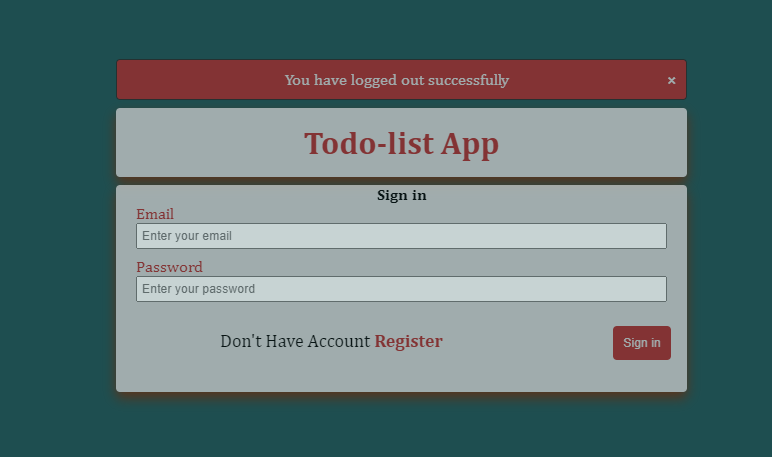 You have logged out successfully ×
Todo-list App
Sign in
Email
Enter your email
Password
Enter your password
Don't Have Account Register Sign in